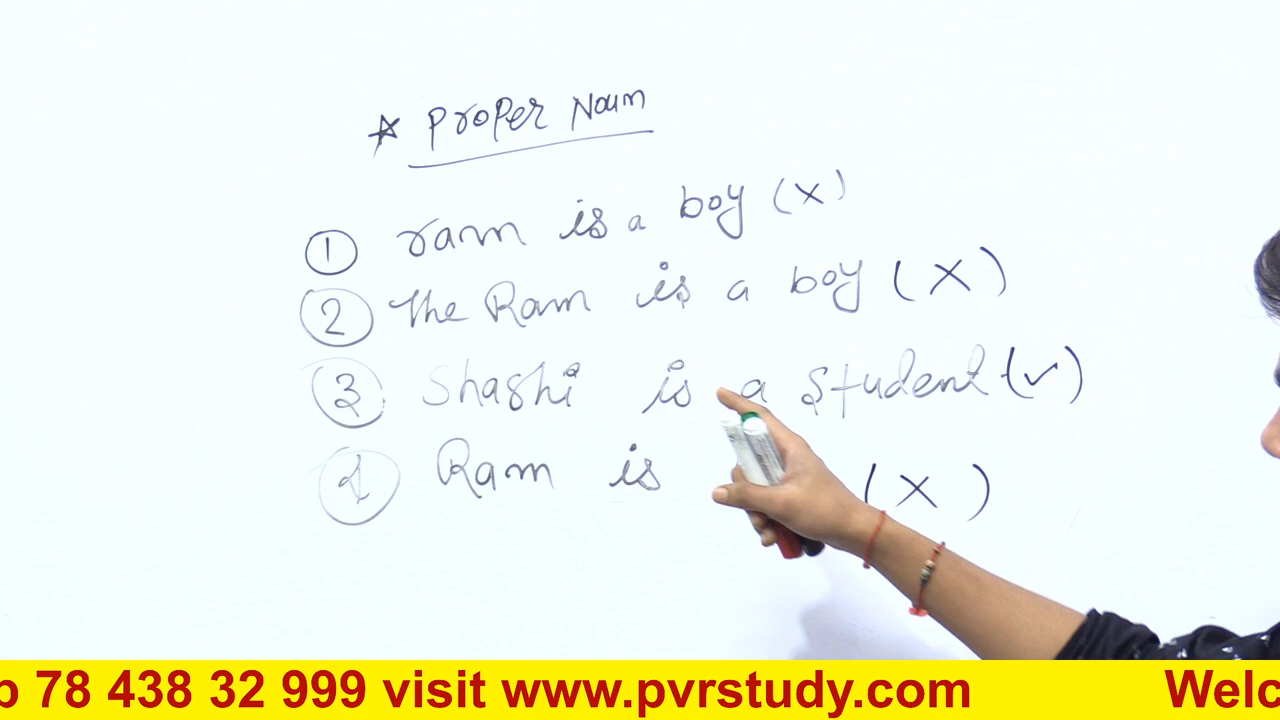 * Proper Noun
1 ram is a boy (X)
2 The Ram is a boy (X)
3 Shashi is a Student (✓)
4 Ram is (X)
p 78 438 32 999 visit www.pvrstudy.com Welc